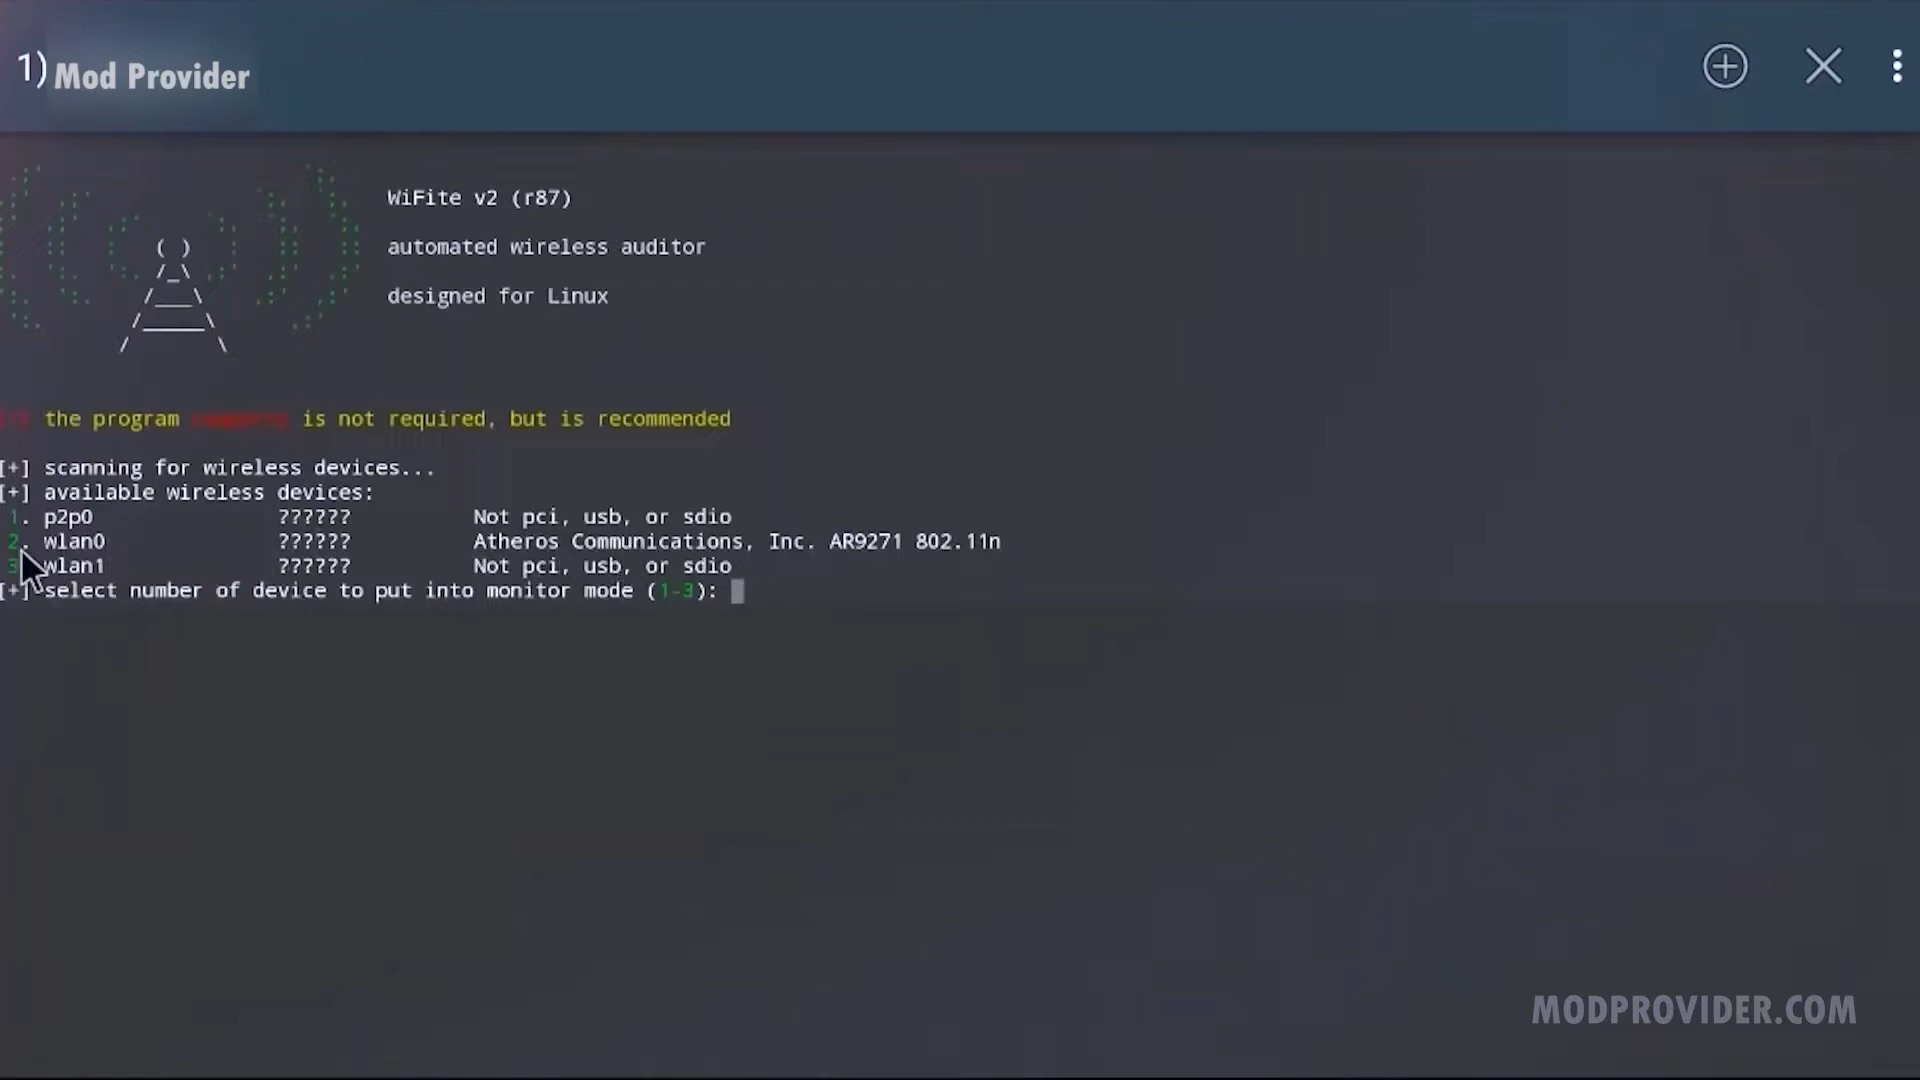 1) Mod Provider
WiFite v2 (r87)
automated wireless auditor
designed for Linux
the program is not required, but is recommended
[+] scanning for wireless devices...
[+] available wireless devices:
1. p2p0 ?????? Not pci, usb, or sdio
2. wlan0 ?????? Atheros Communications, Inc. AR9271 802.11n
3 wlan1 ?????? Not pci, usb, or sdio
[+] select number of device to put into monitor mode (1-3):
MODPROVIDER.COM